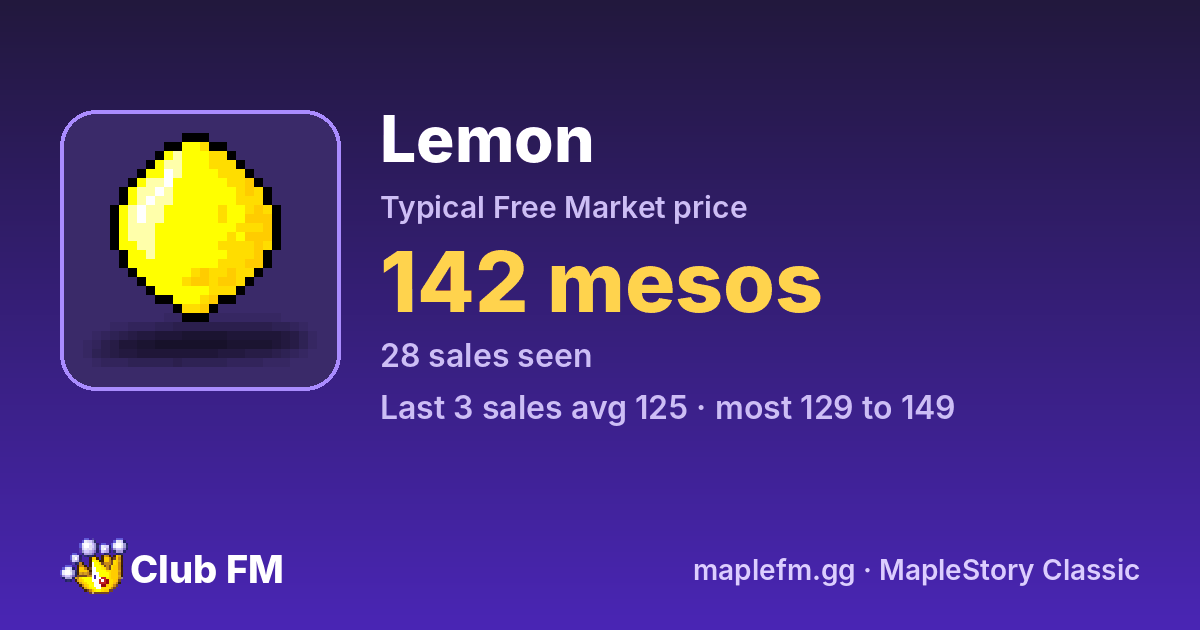 Lemon
Typical Free Market price
142 mesos
28 sales seen
Last 3 sales avg 125 · most 129 to 149
Club FM
maplefm.gg · MapleStory Classic